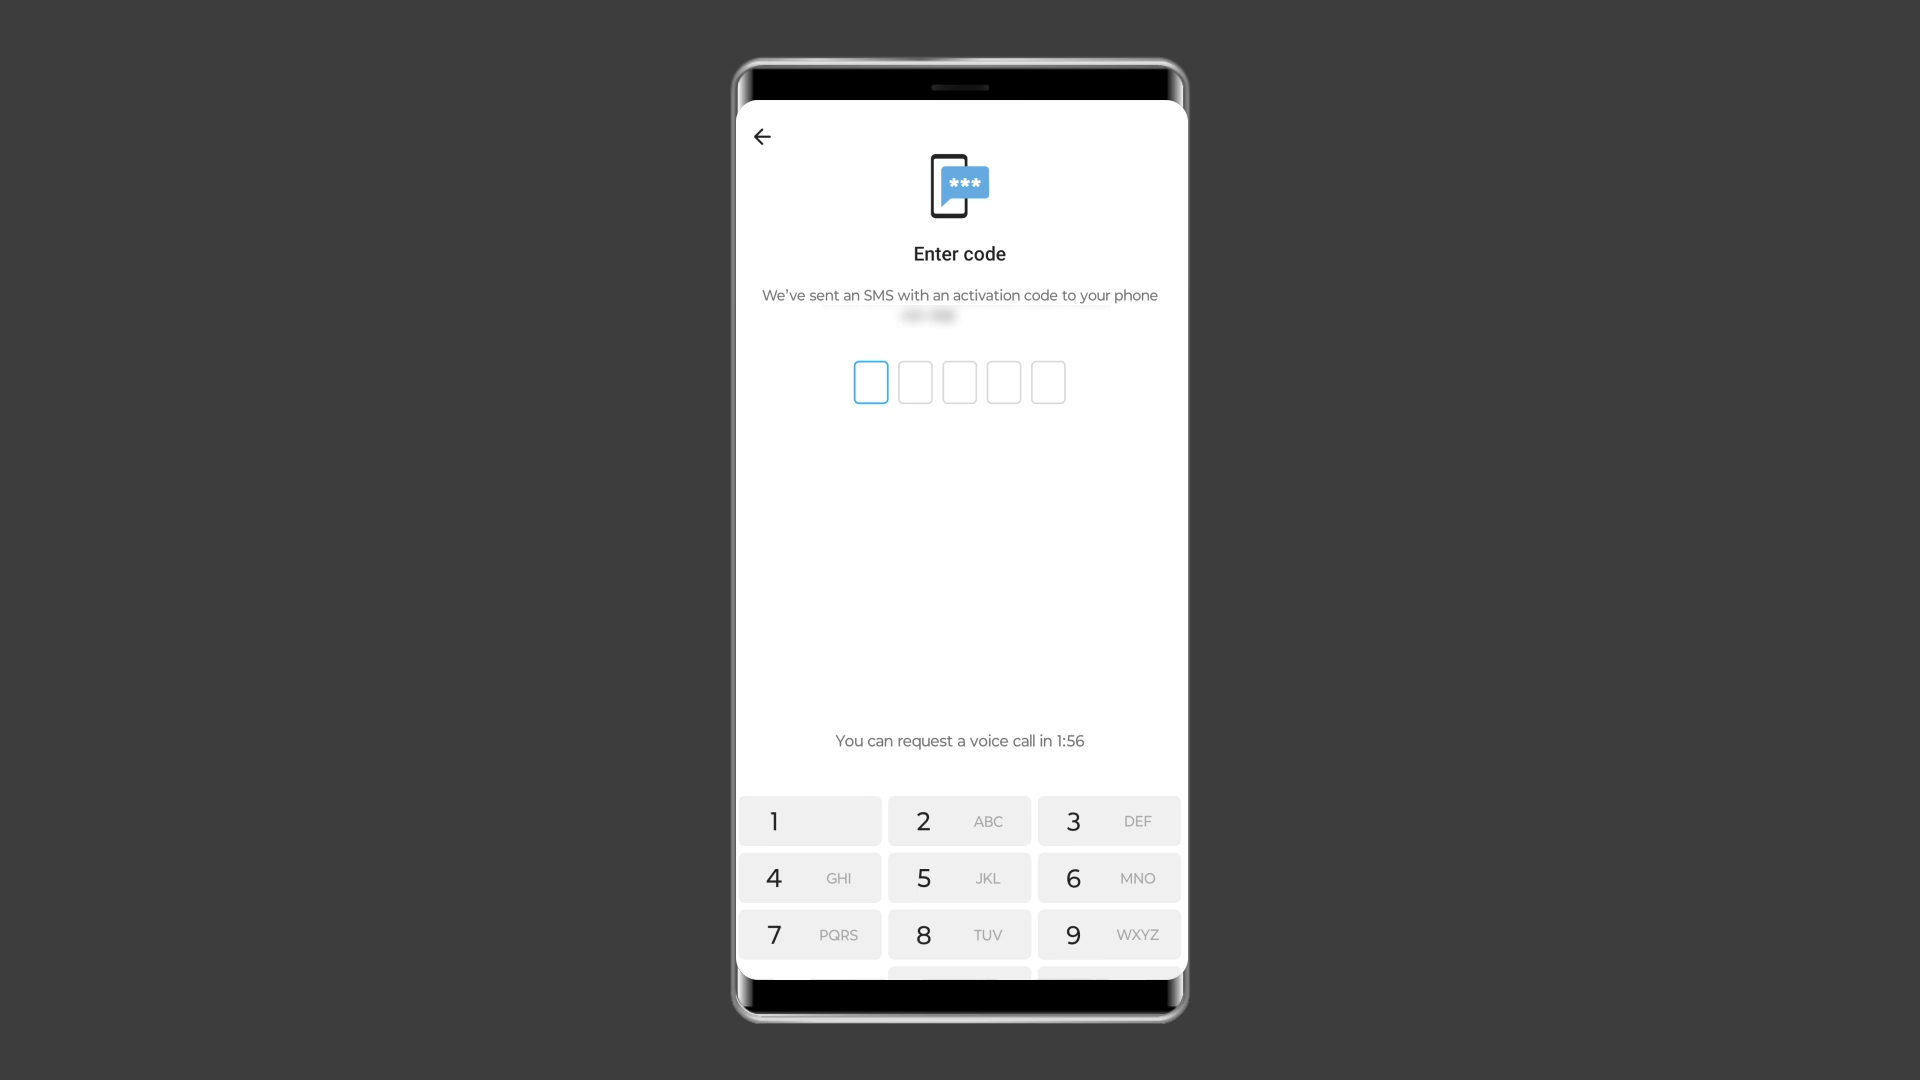 ***
Enter code
We've sent an SMS with an activation code to your phone
You can request a voice call in 1:56
1
2 ABC
3 DEF
4 GHI
5 JKL
6 MNO
7 PQRS
8 TUV
9 WXYZ